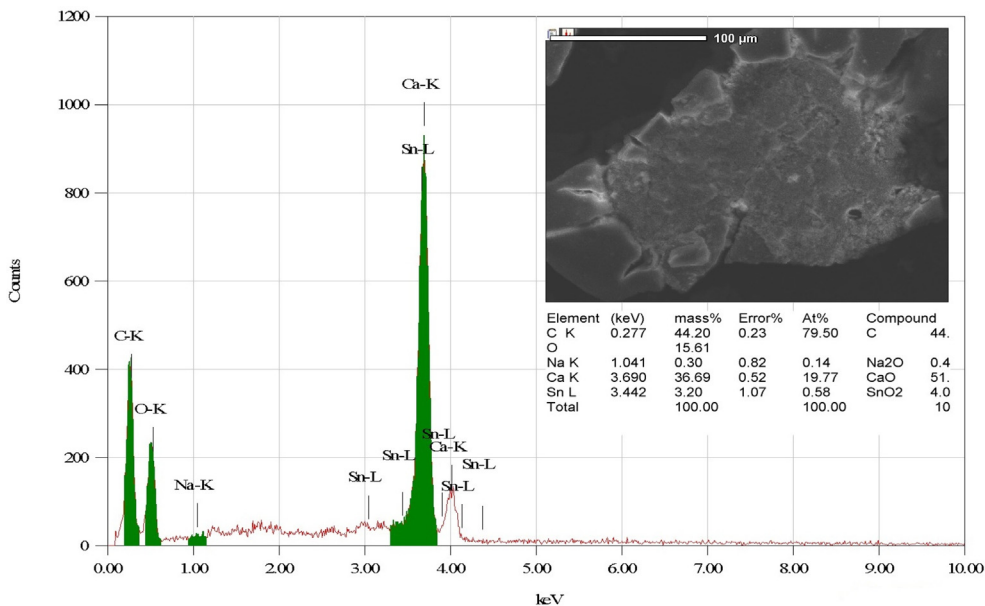 1200
1000
800
600
400
200
0
Counts
0.00 1.00 2.00 3.00 4.00 5.00 6.00 7.00 8.00 9.00 10.00
keV
C-K
O-K
Na-K
Sn-L
Sn-L
Ca-K
Sn-L
Sn-L
Ca-K
Sn-L
Sn-L
100 µm
Element (keV) mass% Error% At% Compound
C K 0.277 44.20 0.23 79.50 C 44.
O 15.61
Na K 1.041 0.30 0.82 0.14 Na2O 0.4
Ca K 3.690 36.69 0.52 19.77 CaO 51.
Sn L 3.442 3.20 1.07 0.58 SnO2 4.0
Total 100.00 100.00 10